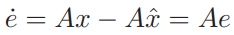 ė = Ax − Ax̂ = Ae